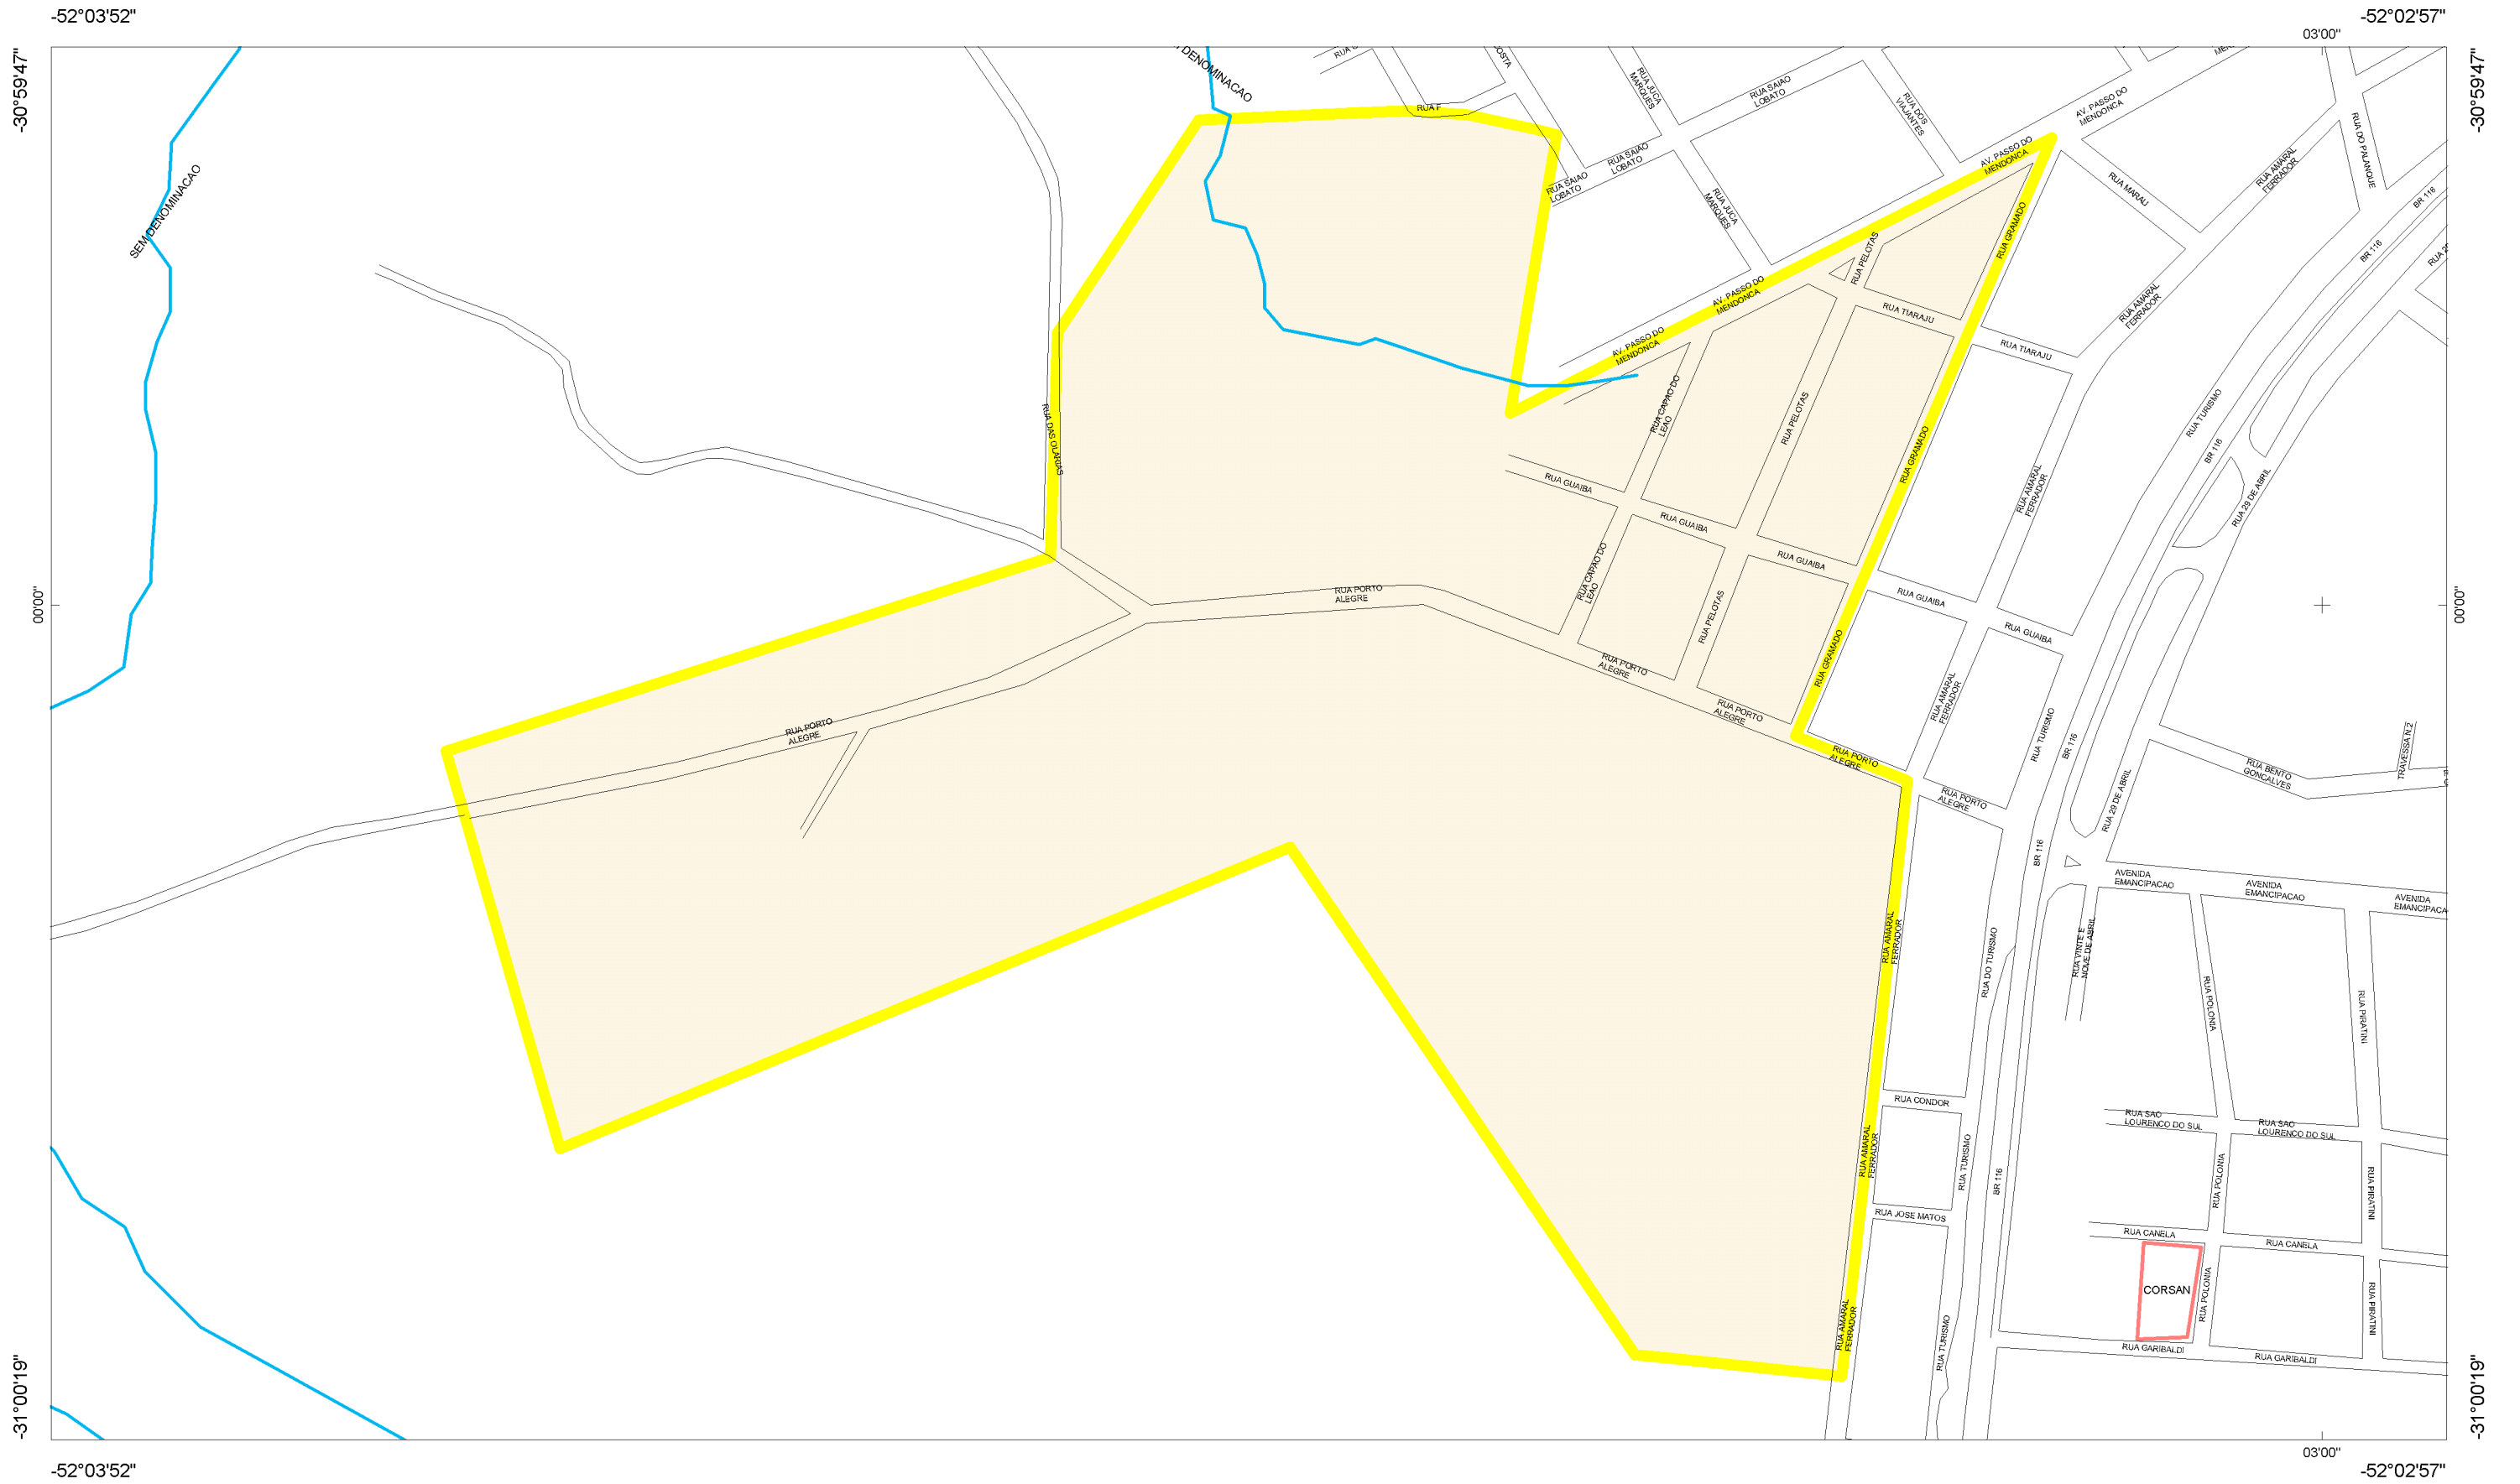 -52°03'52"
-52°02'57"
03'00"
-30°59'47"
-30°59'47"
DENOMINACAO
RUA F
RUA JUCA
MARQUES
RUA SAIAO
LOBATO
RUA DOS
VIAJANTES
AV. PASSO DO
MENDONCA
RUA DO PALANQUE
SEM DENOMINACAO
RUA SAIAO
LOBATO
RUA SAIAO
LOBATO
RUA JUCA
MARQUES
AV. PASSO DO
MENDONCA
RUA MARAU
RUA AMARAL
FERRADOR
BR 116
BR 116
RUA GRAMADO
RUA PELOTAS
AV. PASSO DO
MENDONCA
RUA TIARAJU
RUA AMARAL
FERRADOR
AV. PASSO DO
MENDONCA
RUA TIARAJU
RUA CAPAO DO
LEAO
RUA PELOTAS
RUA GRAMADO
RUA TURISMO
BR 116
RUA DAS OLARIAS
RUA GUAIBA
RUA GUAIBA
RUA GUAIBA
RUA AMARAL
FERRADOR
RUA 29 DE ABRIL
00'00"
00'00"
RUA PORTO
ALEGRE
RUA CAPAO DO
LEAO
RUA PELOTAS
RUA GUAIBA
RUA GUAIBA
RUA PORTO
ALEGRE
RUA GRAMADO
RUA AMARAL
FERRADOR
RUA PORTO
ALEGRE
RUA PORTO
ALEGRE
RUA PORTO
ALEGRE
RUA TURISMO
BR 116
RUA BENTO
GONCALVES
TRAVESSA N.2
RUA PORTO
ALEGRE
RUA 29 DE ABRIL
BR 116
AVENIDA
EMANCIPACAO
AVENIDA
EMANCIPACAO
AVENIDA
EMANCIPACA
RUA AMARAL
FERRADOR
RUA DO TURISMO
RUA VINTE E
NOVE DE ABRIL
RUA POLONIA
RUA PIRATINI
RUA CONDOR
RUA SAO
LOURENCO DO SUL
RUA SAO
LOURENCO DO SUL
RUA AMARAL
FERRADOR
RUA TURISMO
BR 116
RUA POLONIA
RUA PIRATINI
RUA JOSE MATOS
RUA CANELA
RUA CANELA
CORSAN
RUA POLONIA
RUA PIRATINI
RUA AMARAL
FERRADOR
RUA TURISMO
RUA GARIBALDI
RUA GARIBALDI
-31°00'19"
-31°00'19"
03'00"
-52°03'52"
-52°02'57"